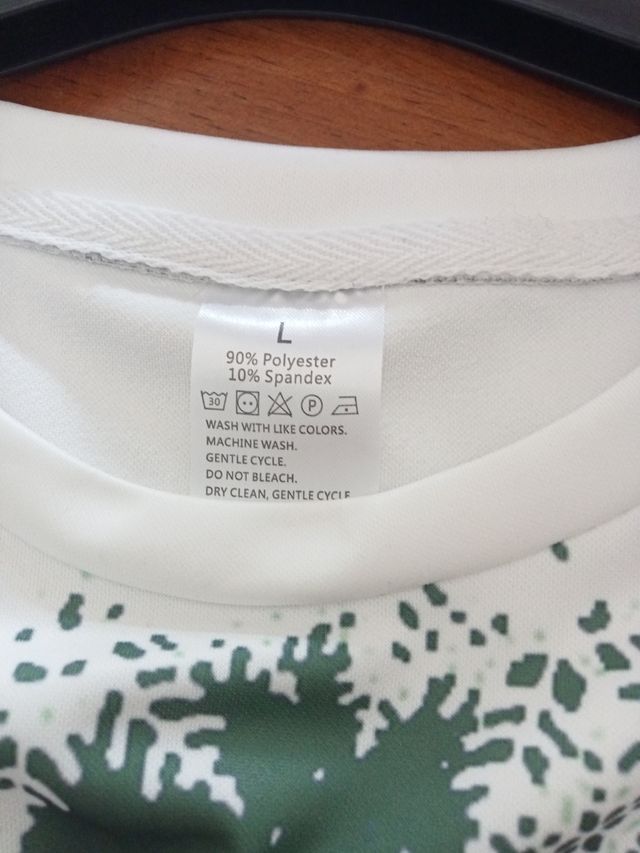 L
90% Polyester
10% Spandex
30 P
WASH WITH LIKE COLORS.
MACHINE WASH.
GENTLE CYCLE.
DO NOT BLEACH.
DRY CLEAN, GENTLE CYCLE